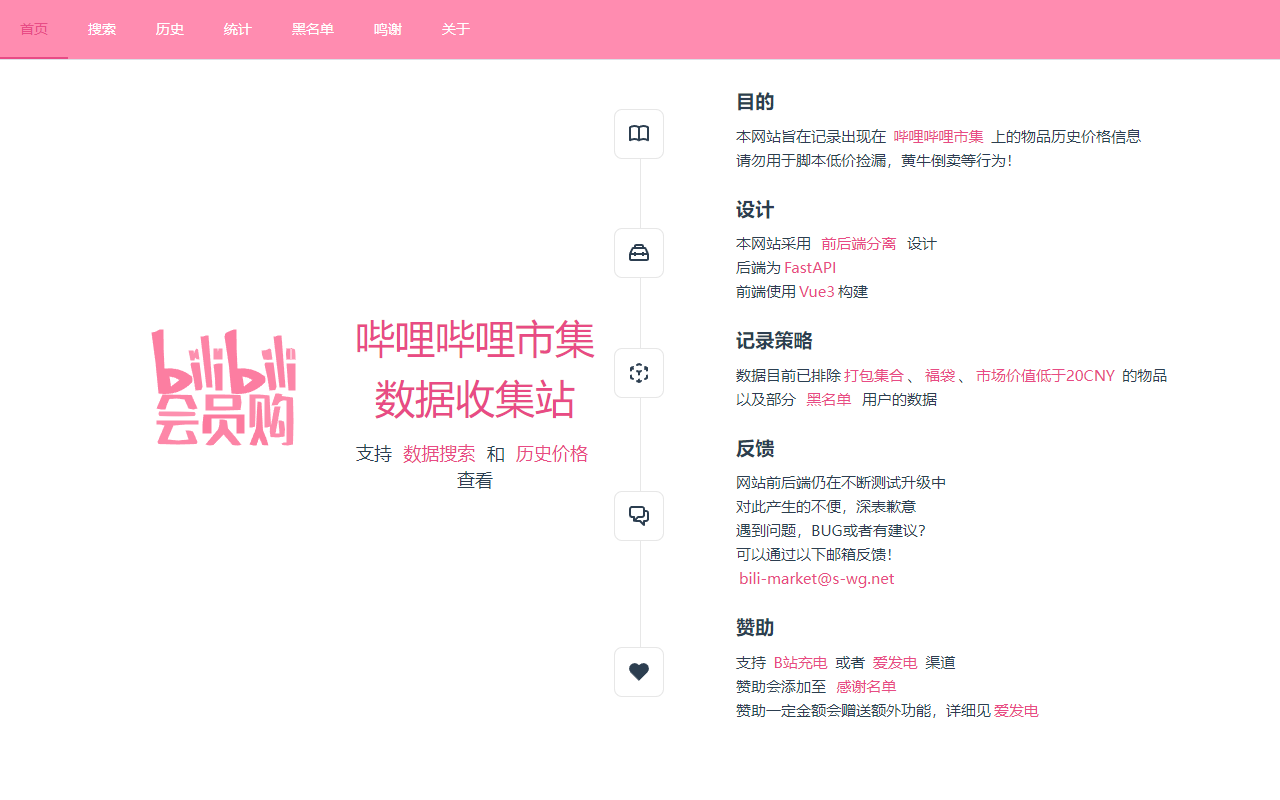 首页 搜索 历史 统计 黑名单 鸣谢 关于
bilibili
会员购
哔哩哔哩市集
数据收集站
支持 数据搜索 和 历史价格
查看
目的
本网站旨在记录出现在 哔哩哔哩市集 上的物品历史价格信息
请勿用于脚本低价捡漏，黄牛倒卖等行为！
设计
本网站采用 前后端分离 设计
后端为 FastAPI
前端使用 Vue3 构建
记录策略
数据目前已排除 打包集合 、 福袋 、 市场价值低于20CNY 的物品
以及部分 黑名单 用户的数据
反馈
网站前后端仍在不断测试升级中
对此产生的不便，深表歉意
遇到问题，BUG或者有建议？
可以通过以下邮箱反馈！
bili-market@s-wg.net
赞助
支持 B站充电 或者 爱发电 渠道
赞助会添加至 感谢名单
赞助一定金额会赠送额外功能，详细见 爱发电